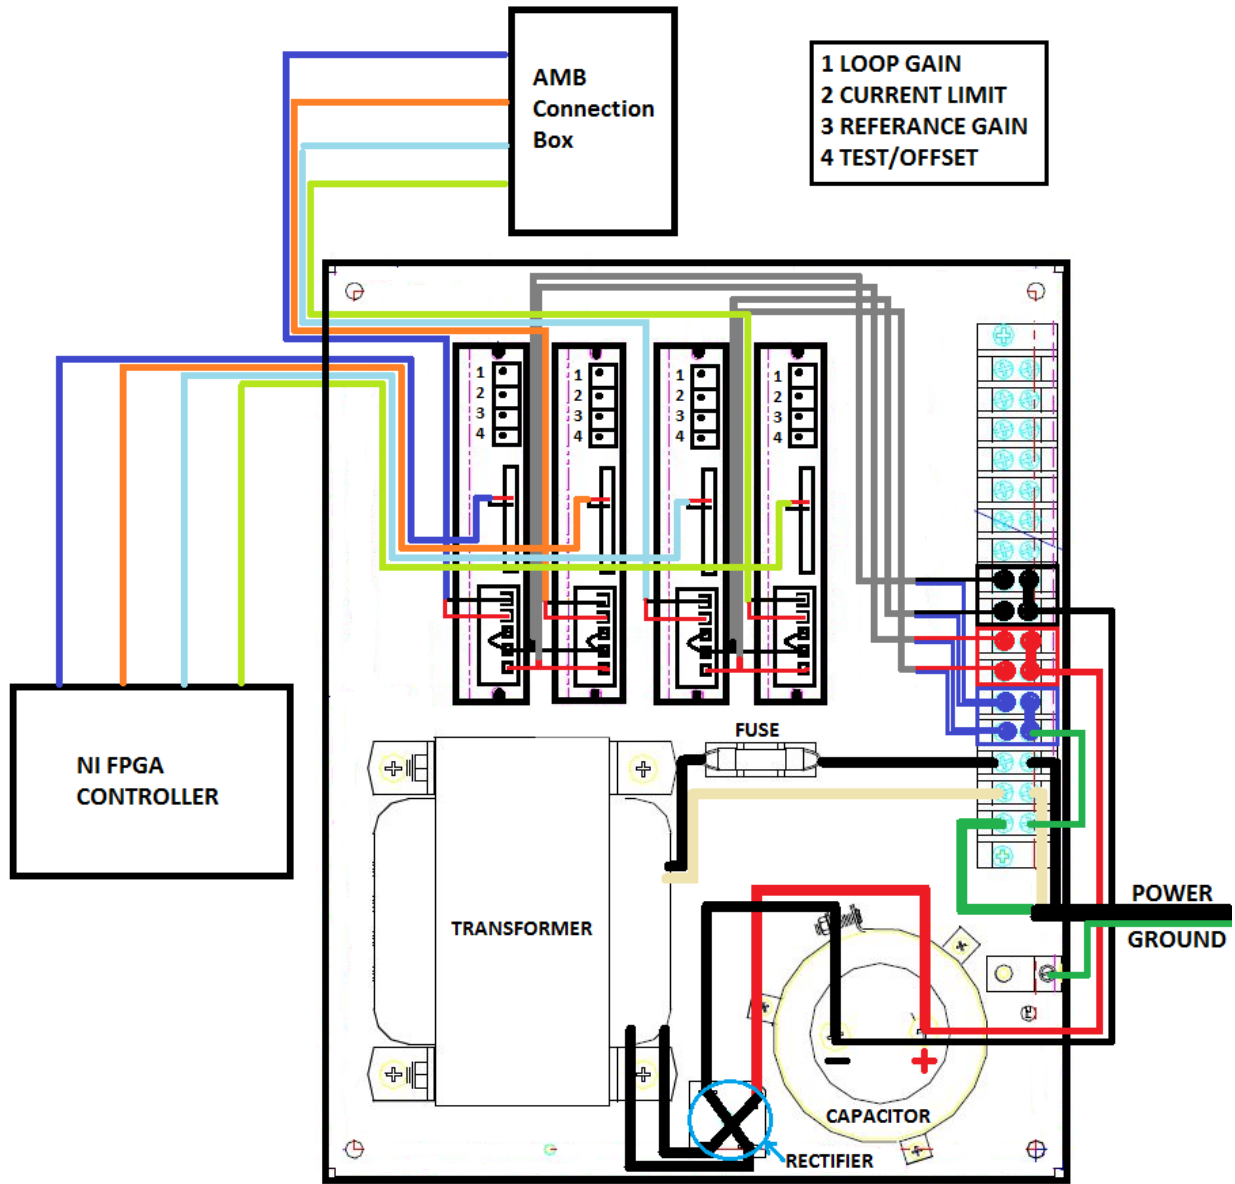 AMB
Connection
Box
1 LOOP GAIN
2 CURRENT LIMIT
3 REFERANCE GAIN
4 TEST/OFFSET
1
2
3
4
1
2
3
4
1
2
3
4
1
2
3
4
NI FPGA
CONTROLLER
FUSE
TRANSFORMER
POWER
GROUND
- +
CAPACITOR
RECTIFIER